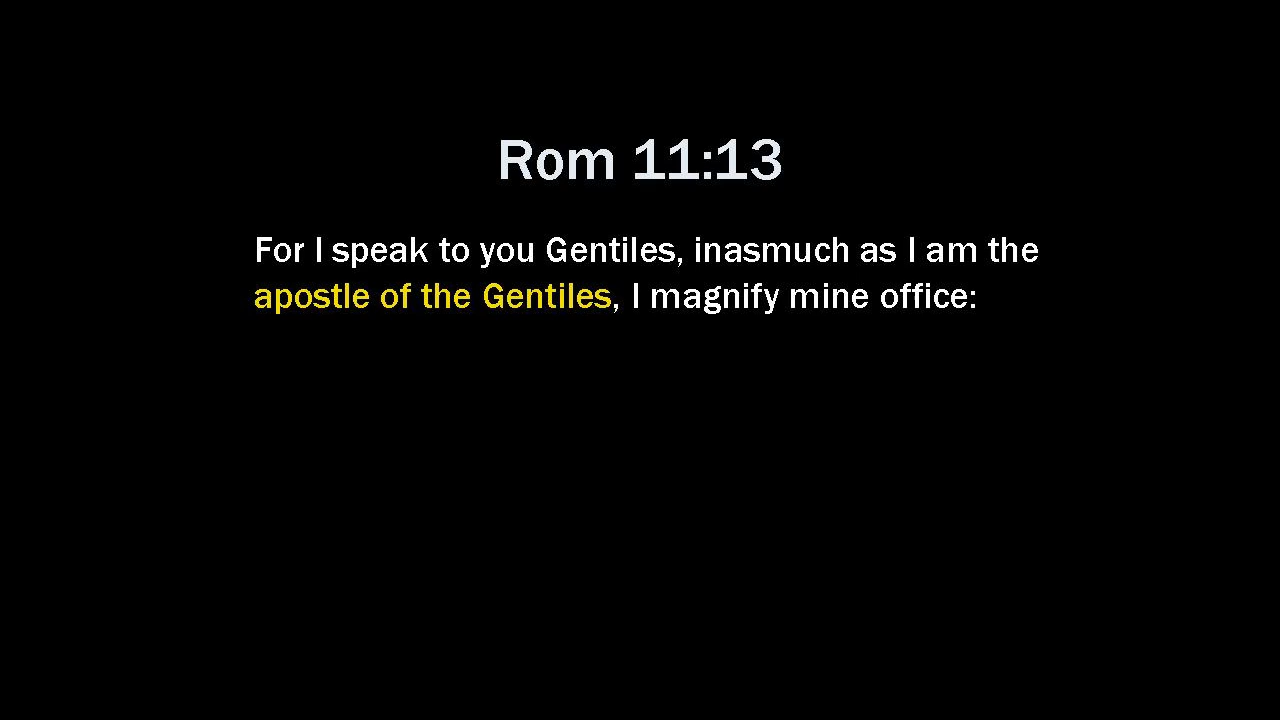 Rom 11:13
For I speak to you Gentiles, inasmuch as I am the
apostle of the Gentiles, I magnify mine office: